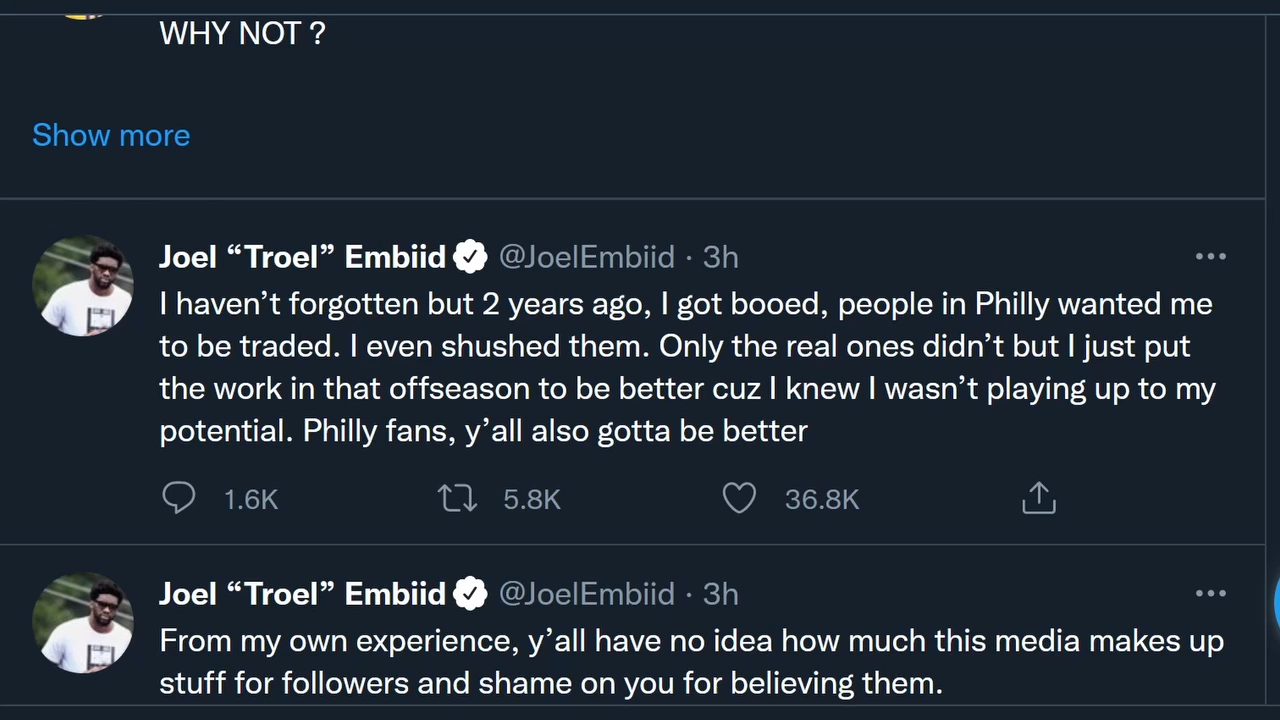 WHY NOT ?
Show more
Joel “Troel” Embiid @JoelEmbiid · 3h
I haven’t forgotten but 2 years ago, I got booed, people in Philly wanted me
to be traded. I even shushed them. Only the real ones didn’t but I just put
the work in that offseason to be better cuz I knew I wasn’t playing up to my
potential. Philly fans, y’all also gotta be better
1.6K 5.8K 36.8K
Joel “Troel” Embiid @JoelEmbiid · 3h
From my own experience, y’all have no idea how much this media makes up
stuff for followers and shame on you for believing them.